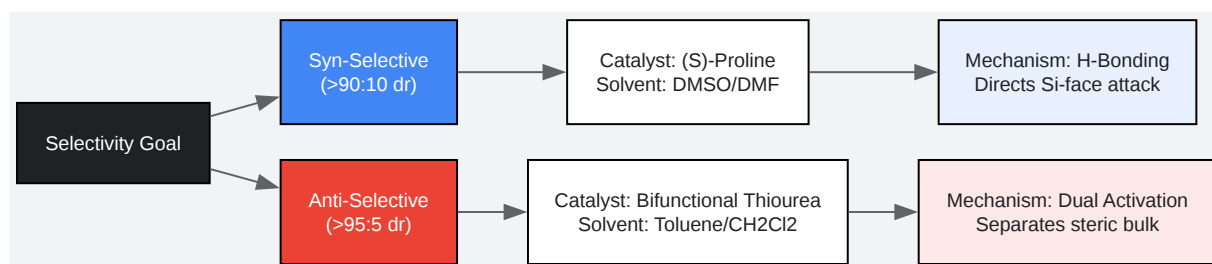 Selectivity Goal
Syn-Selective
(>90:10 dr)
Catalyst: (S)-Proline
Solvent: DMSO/DMF
Mechanism: H-Bonding
Directs Si-face attack
Anti-Selective
(>95:5 dr)
Catalyst: Bifunctional Thiourea
Solvent: Toluene/CH2Cl2
Mechanism: Dual Activation
Separates steric bulk